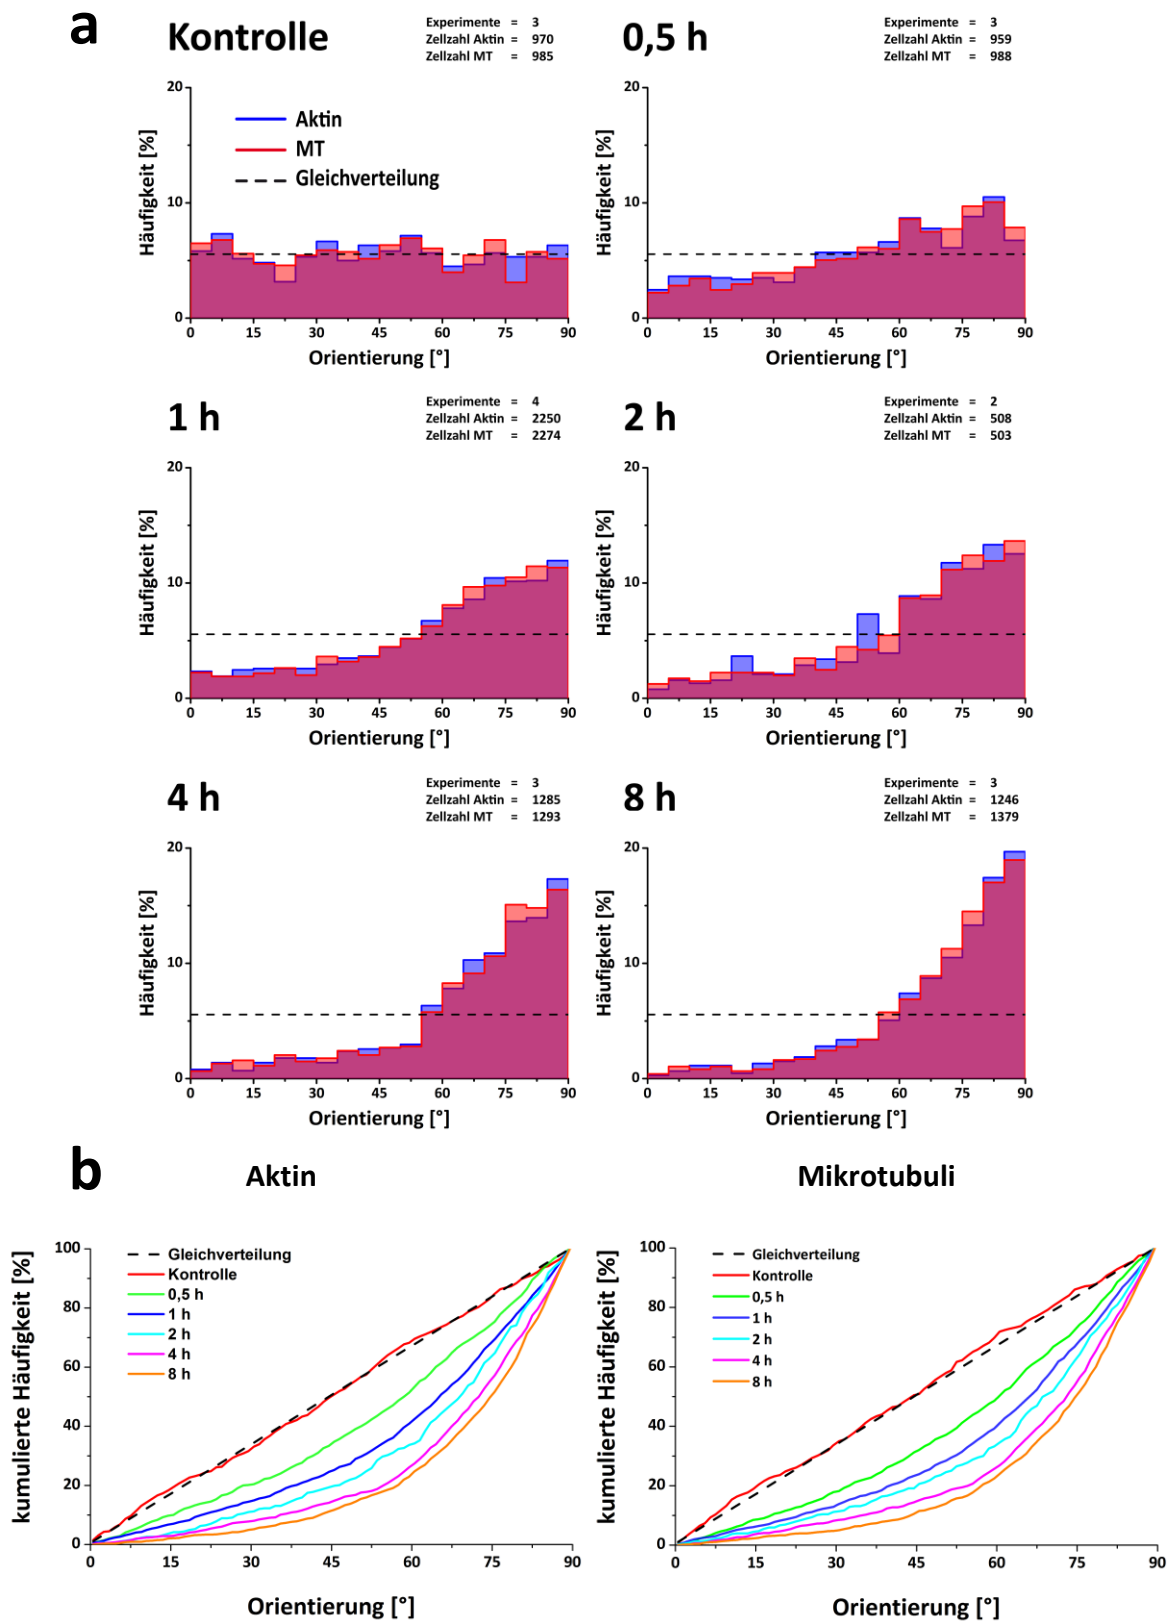 a
Kontrolle
Experimente = 3
Zellzahl Aktin = 970
Zellzahl MT = 985
0,5 h
Experimente = 3
Zellzahl Aktin = 959
Zellzahl MT = 988
Häufigkeit [%]
20
10
0
Aktin
MT
Gleichverteilung
0 15 30 45 60 75 90
Orientierung [°]
Häufigkeit [%]
20
10
0
0 15 30 45 60 75 90
Orientierung [°]
1 h
Experimente = 4
Zellzahl Aktin = 2250
Zellzahl MT = 2274
2 h
Experimente = 2
Zellzahl Aktin = 508
Zellzahl MT = 503
Häufigkeit [%]
20
10
0
0 15 30 45 60 75 90
Orientierung [°]
Häufigkeit [%]
20
10
0
0 15 30 45 60 75 90
Orientierung [°]
4 h
Experimente = 3
Zellzahl Aktin = 1285
Zellzahl MT = 1293
8 h
Experimente = 3
Zellzahl Aktin = 1246
Zellzahl MT = 1379
Häufigkeit [%]
20
10
0
0 15 30 45 60 75 90
Orientierung [°]
Häufigkeit [%]
20
10
0
0 15 30 45 60 75 90
Orientierung [°]
b
Aktin
Mikrotubuli
kumulierte Häufigkeit [%]
100
80
60
40
20
0
Gleichverteilung
Kontrolle
0,5 h
1 h
2 h
4 h
8 h
0 15 30 45 60 75 90
Orientierung [°]
kumulierte Häufigkeit [%]
100
80
60
40
20
0
Gleichverteilung
Kontrolle
0,5 h
1 h
2 h
4 h
8 h
0 15 30 45 60 75 90
Orientierung [°]